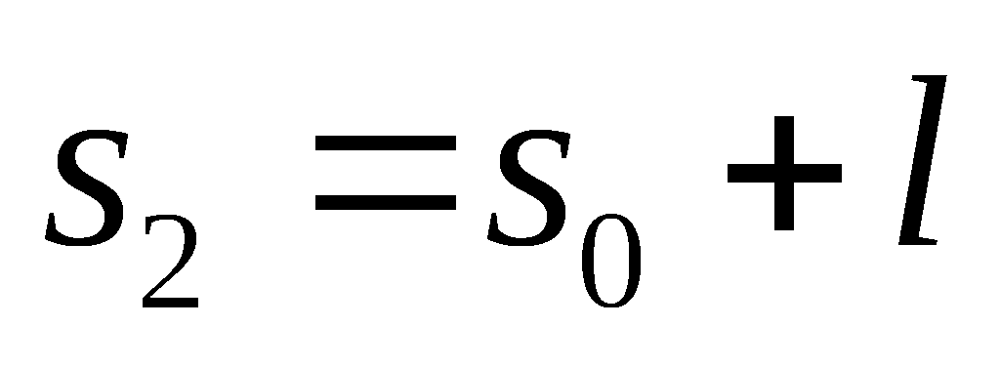 s₂ = s₀ + l